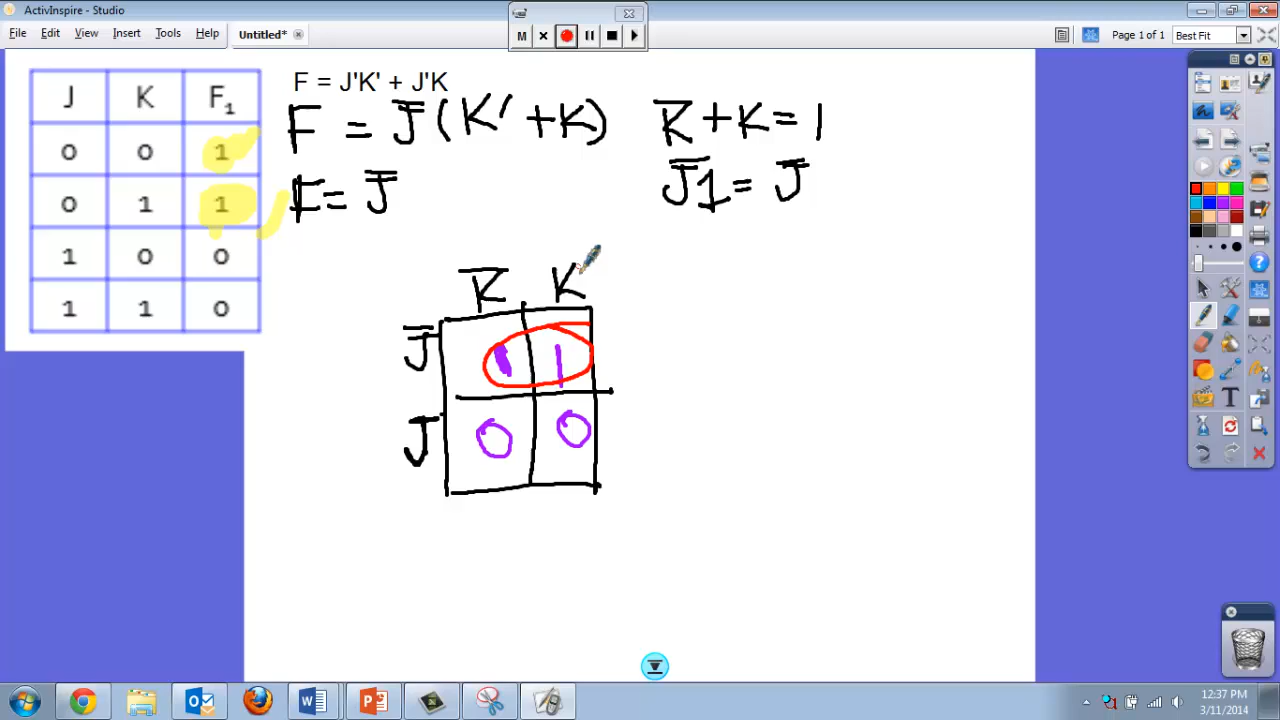 ActivInspire - Studio
File Edit View Insert Tools Help Untitled*
M
Page 1 of 1 Best Fit
J K F1
0 0 1
0 1 1
1 0 0
1 1 0
F = J'K' + J'K
F = J̅(K' + K) K̅ + K = 1
F = J̅ J̅1 = J̅
K̅ K
J̅ 1 1
J 0 0
12:37 PM
3/11/2014